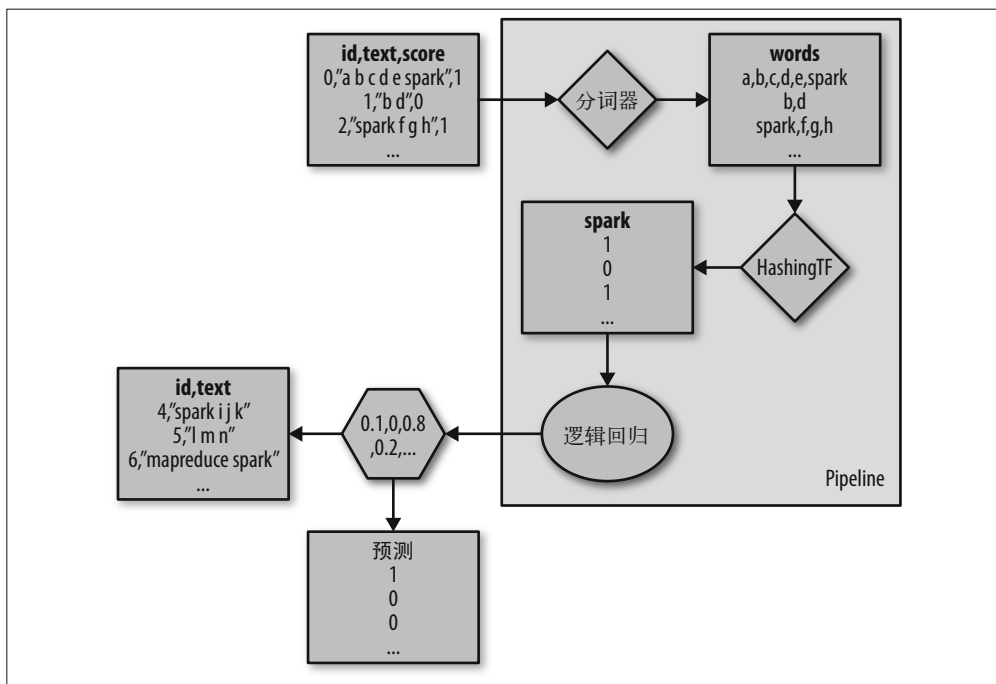 id,text,score
0,”a b c d e spark”,1
1,”b d”,0
2,”spark f g h”,1
...
分词器
words
a,b,c,d,e,spark
b,d
spark,f,g,h
...
HashingTF
spark
1
0
1
...
逻辑回归
Pipeline
0.1,0,0.8
,0.2,...
id,text
4,”spark i j k”
5,”l m n”
6,”mapreduce spark”
...
预测
1
0
0
...